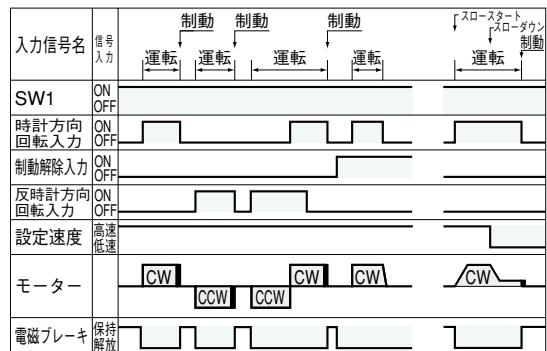 制動 制動 制動
スロースタート
スローダウン
制動
入力信号名 信号入力
運転 運転 運転 運転 運転
SW1 ON OFF
時計方向回転入力 ON OFF
制動解除入力 ON OFF
反時計方向回転入力 ON OFF
設定速度 高速 低速
モーター CW CCW CCW CW CW CW
電磁ブレーキ 保持 解放